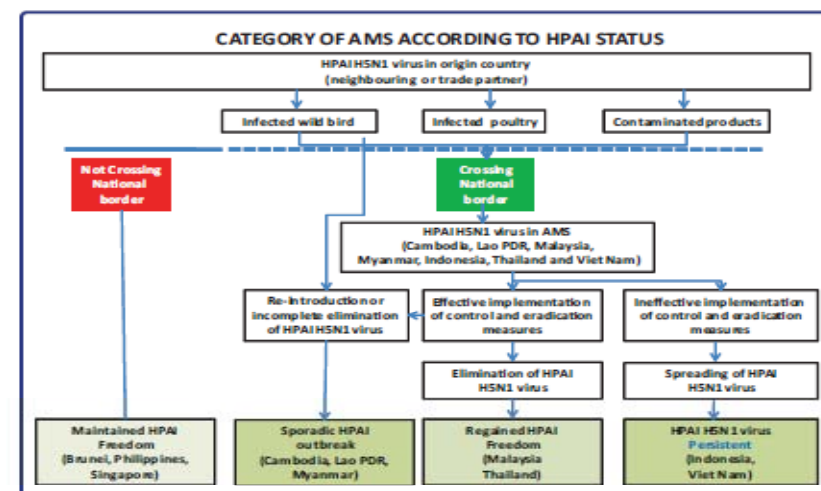 CATEGORY OF AMS ACCORDING TO HPAI STATUS
HPAI H5N1 virus in origin country
(neighbouring or trade partner)
Infected wild bird
Infected poultry
Contaminated products
Not Crossing
National
border
Crossing
National
border
HPAI H5N1 virus in AMS
(Cambodia, Lao PDR, Malaysia,
Myanmar, Indonesia, Thailand and Viet Nam)
Re-introduction or
incomplete elimination
of HPAI H5N1 virus
Effective implementation
of control and eradication
measures
Ineffective implementation
of control and eradication
measures
Elimination of HPAI
H5N1 virus
Spreading of HPAI
H5N1 virus
Maintained HPAI
Freedom
(Brunei, Philippines,
Singapore)
Sporadic HPAI
outbreak
(Cambodia, Lao PDR,
Myanmar)
Regained HPAI
Freedom
(Malaysia
Thailand)
HPAI H5N1 virus
Persistent
(Indonesia,
Viet Nam)